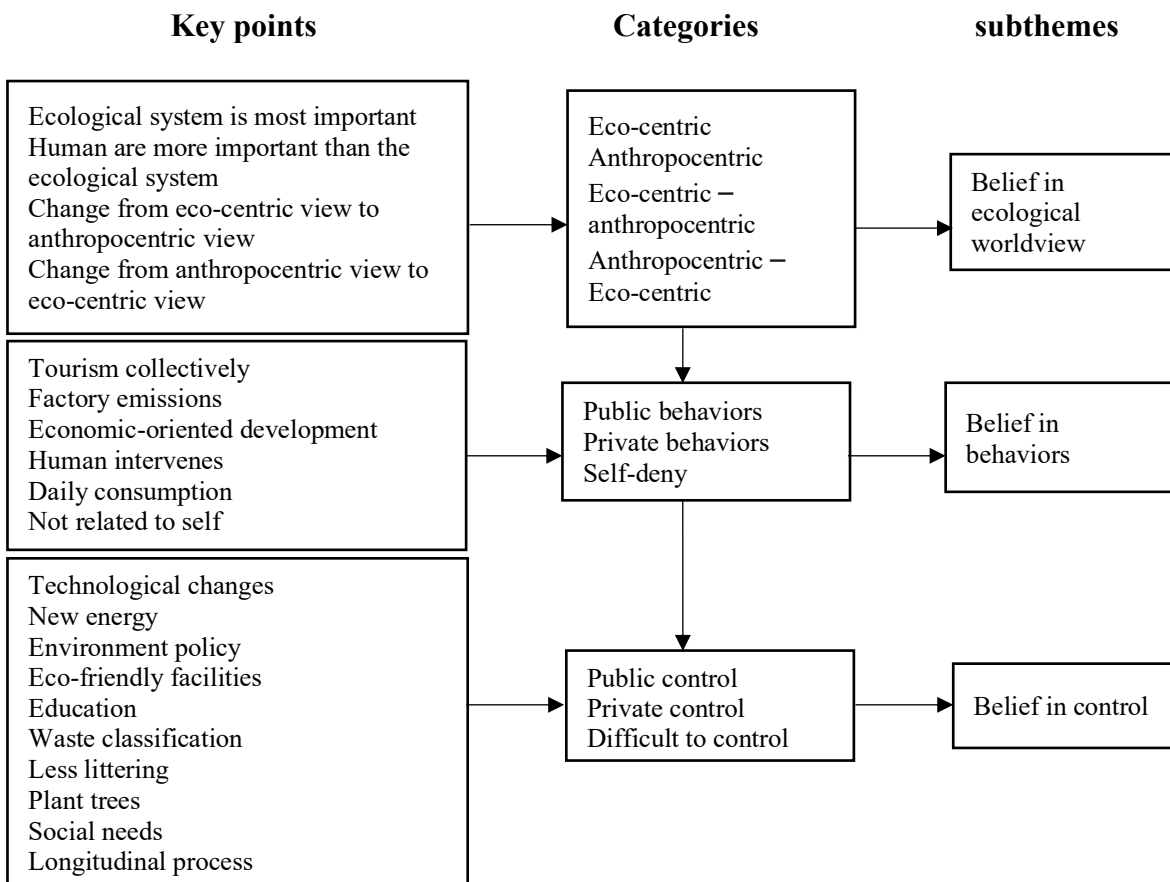 Key points
Categories
subthemes
Ecological system is most important
Human are more important than the
ecological system
Change from eco-centric view to
anthropocentric view
Change from anthropocentric view to
eco-centric view
Eco-centric
Anthropocentric
Eco-centric –
anthropocentric
Anthropocentric –
Eco-centric
Belief in
ecological
worldview
Tourism collectively
Factory emissions
Economic-oriented development
Human intervenes
Daily consumption
Not related to self
Public behaviors
Private behaviors
Self-deny
Belief in
behaviors
Technological changes
New energy
Environment policy
Eco-friendly facilities
Education
Waste classification
Less littering
Plant trees
Social needs
Longitudinal process
Public control
Private control
Difficult to control
Belief in control